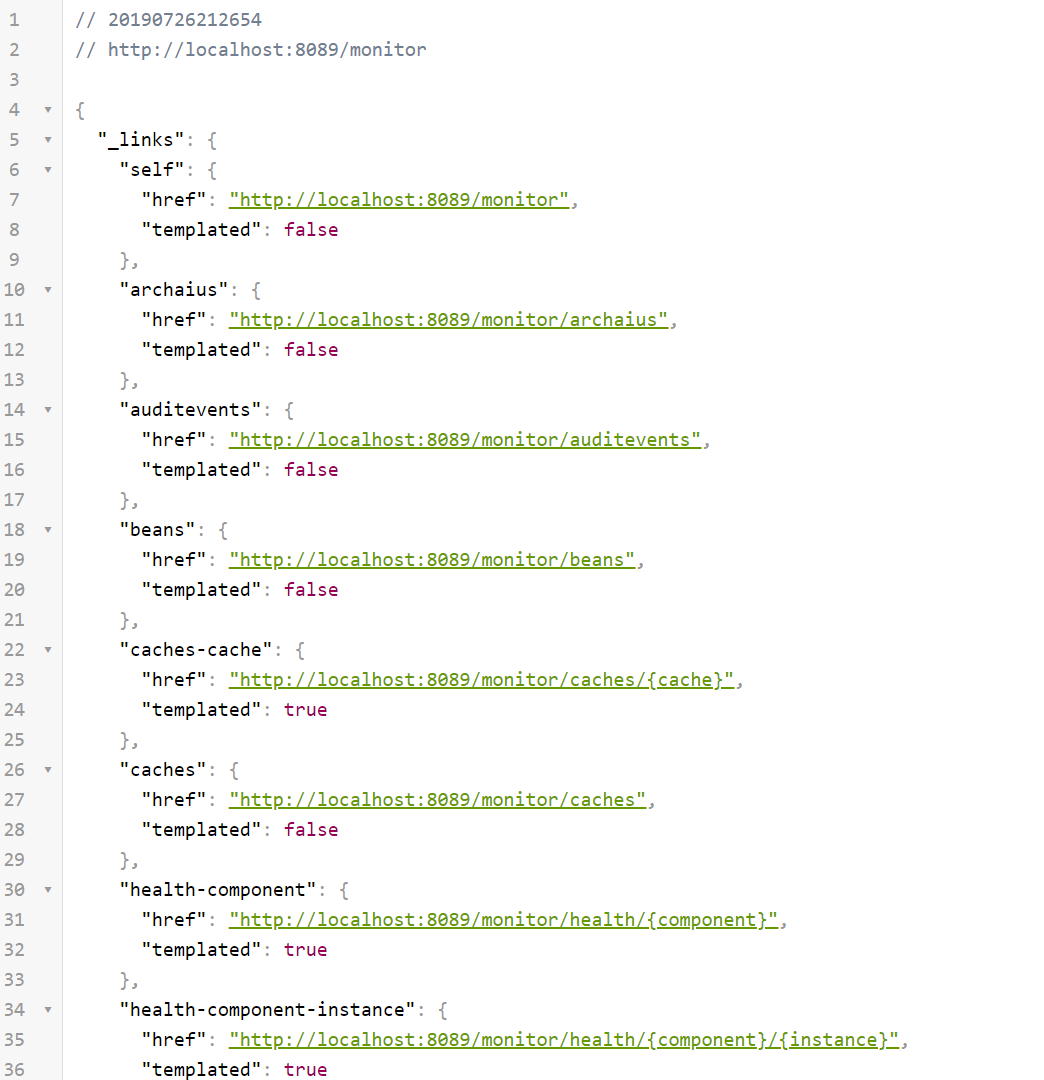 1 // 20190726212654
2 // http://localhost:8089/monitor
3
4 {
5 "_links": {
6 "self": {
7 "href": "http://localhost:8089/monitor",
8 "templated": false
9 },
10 "archaius": {
11 "href": "http://localhost:8089/monitor/archaius",
12 "templated": false
13 },
14 "auditevents": {
15 "href": "http://localhost:8089/monitor/auditevents",
16 "templated": false
17 },
18 "beans": {
19 "href": "http://localhost:8089/monitor/beans",
20 "templated": false
21 },
22 "caches-cache": {
23 "href": "http://localhost:8089/monitor/caches/{cache}",
24 "templated": true
25 },
26 "caches": {
27 "href": "http://localhost:8089/monitor/caches",
28 "templated": false
29 },
30 "health-component": {
31 "href": "http://localhost:8089/monitor/health/{component}",
32 "templated": true
33 },
34 "health-component-instance": {
35 "href": "http://localhost:8089/monitor/health/{component}/{instance}",
36 "templated": true